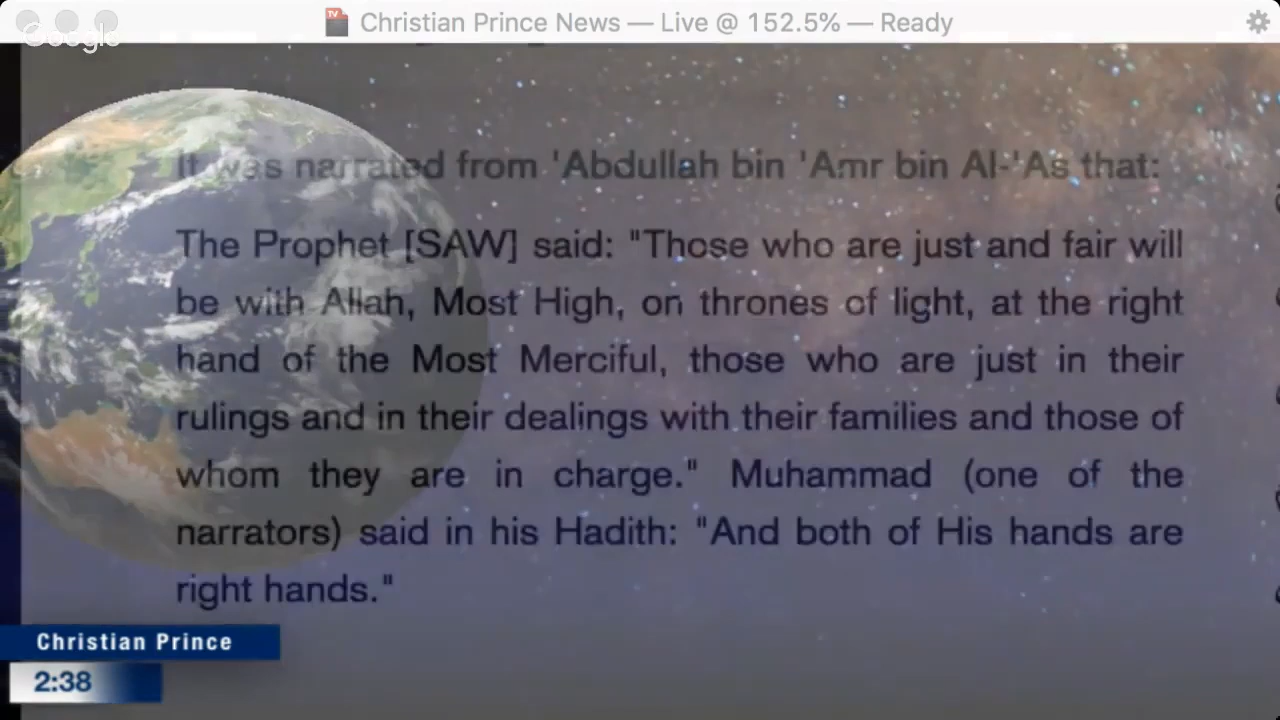 Christian Prince News — Live @ 152.5% — Ready
Google
It was narrated from 'Abdullah bin 'Amr bin Al-'As that:
The Prophet [SAW] said: "Those who are just and fair will
be with Allah, Most High, on thrones of light, at the right
hand of the Most Merciful, those who are just in their
rulings and in their dealings with their families and those of
whom they are in charge." Muhammad (one of the
narrators) said in his Hadith: "And both of His hands are
right hands."
Christian Prince
2:38